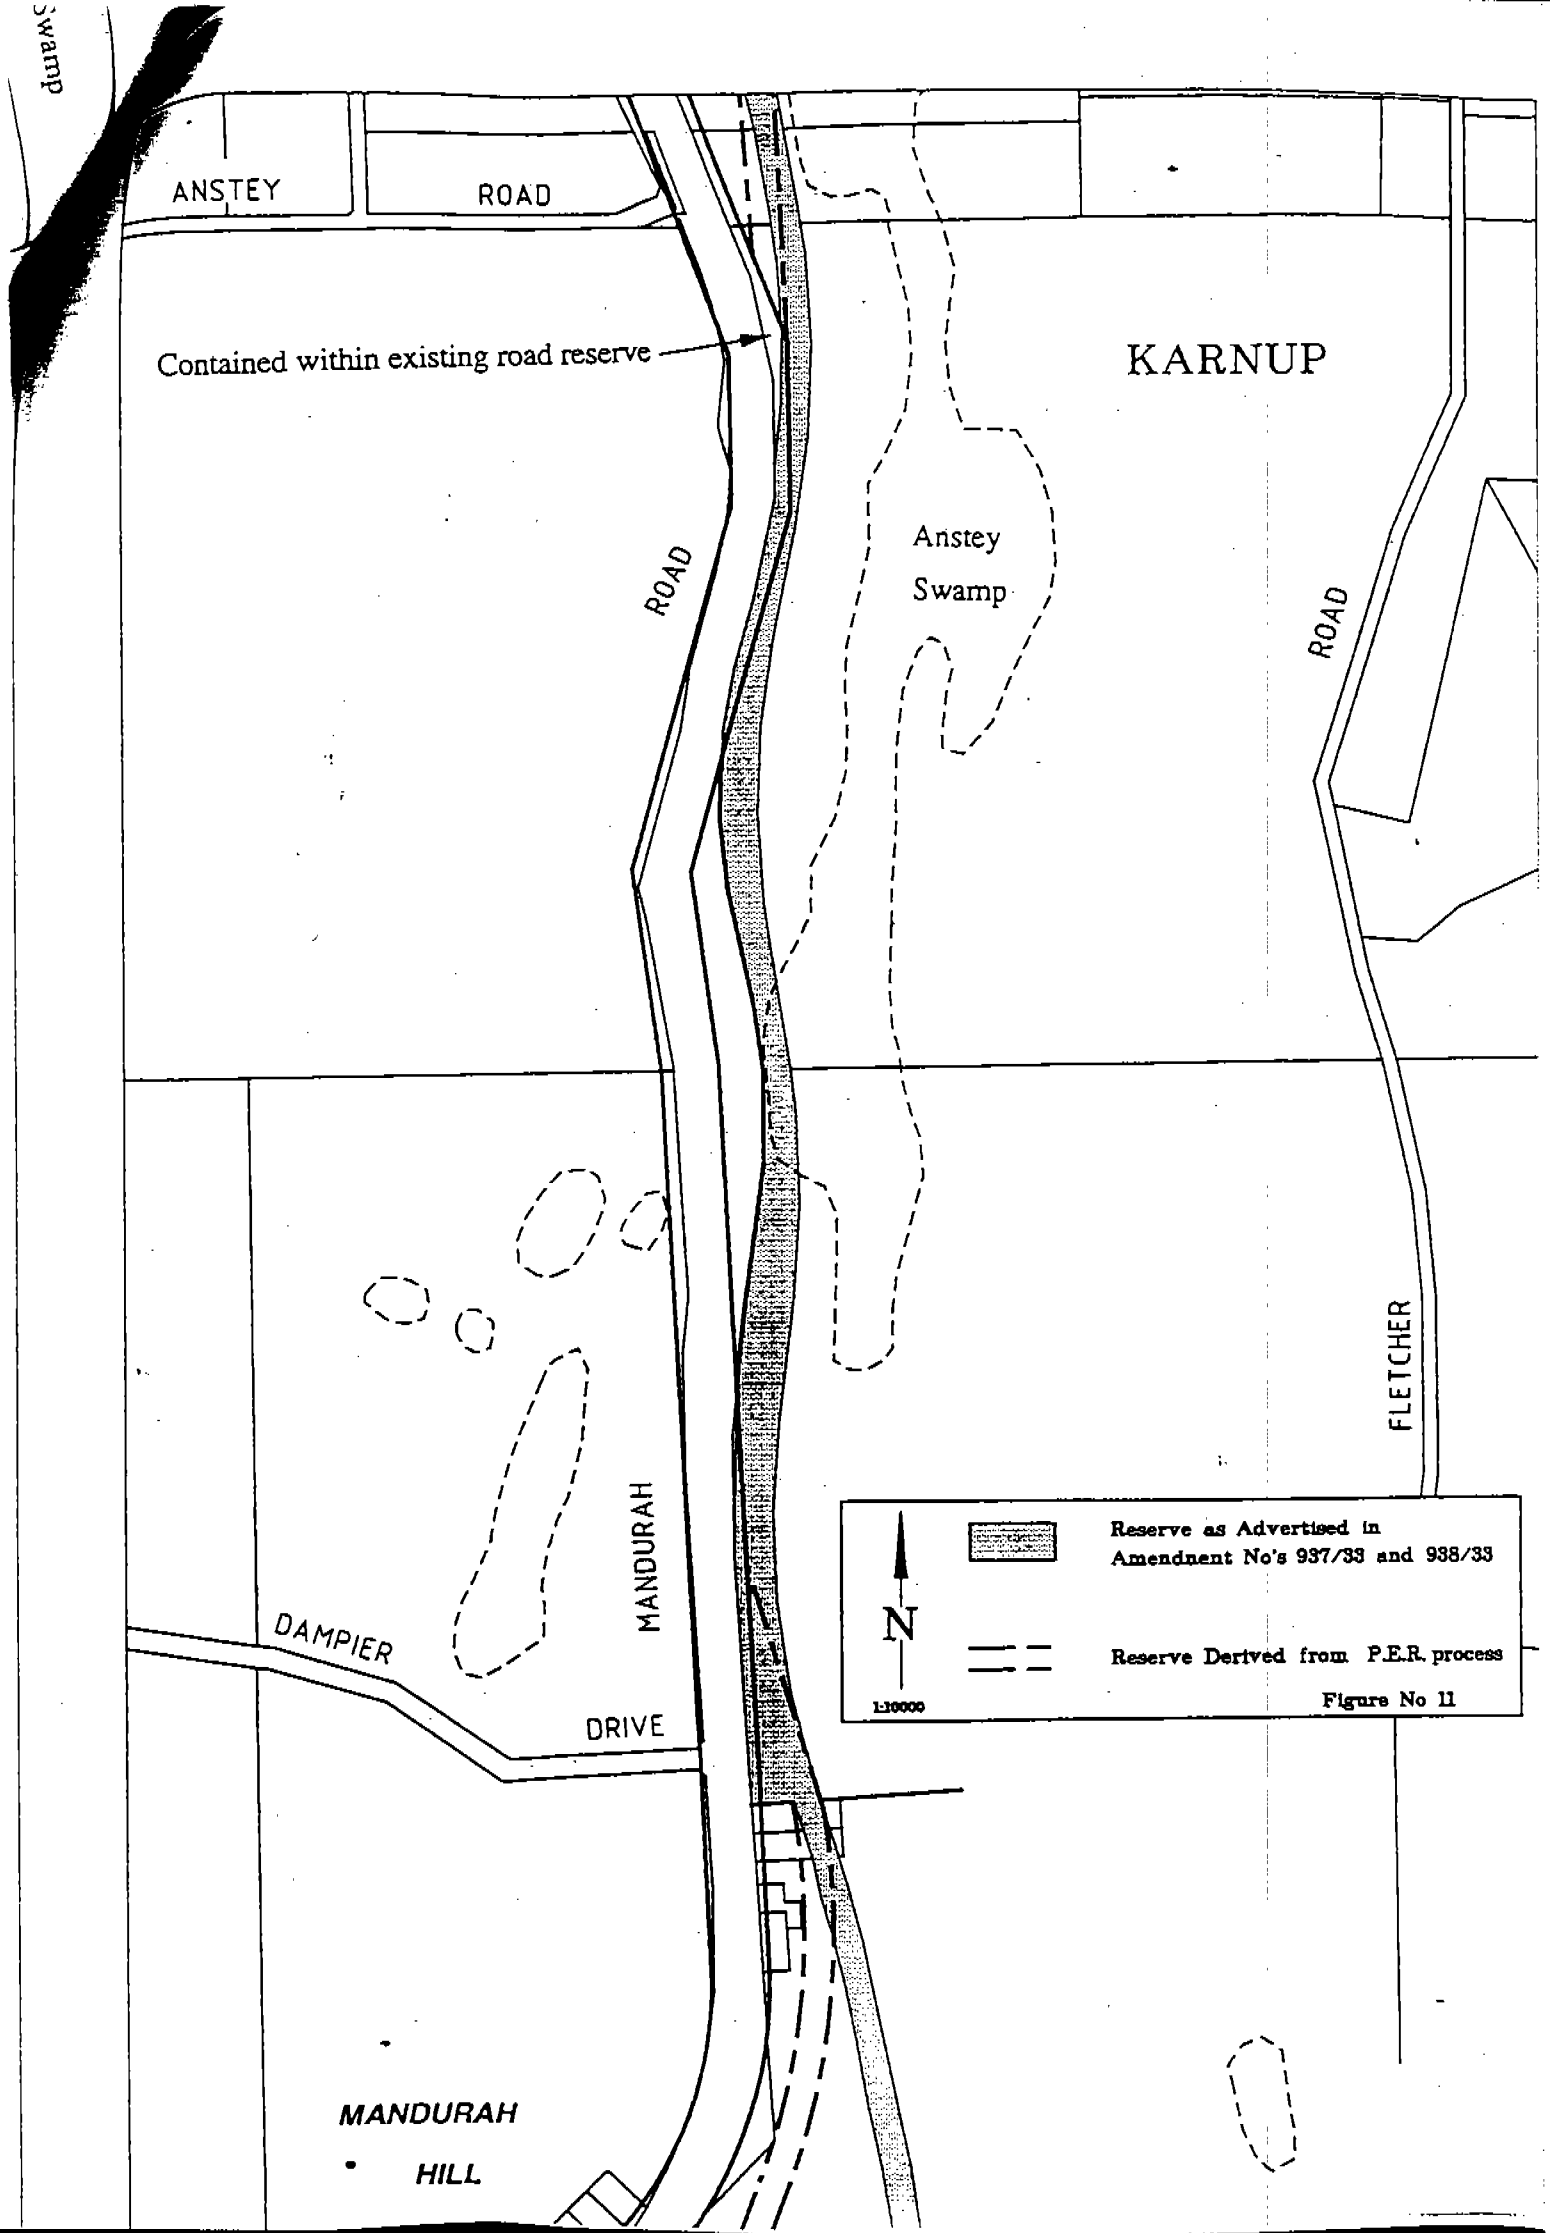 Swamp
ANSTEY ROAD
Contained within existing road reserve
KARNUP
Anstey
Swamp
ROAD
ROAD
FLETCHER
MANDURAH
Reserve as Advertised in
Amendment No's 937/33 and 938/33
N
Reserve Derived from P.E.R. process
1:10000
Figure No 11
DAMPIER
DRIVE
MANDURAH
HILL